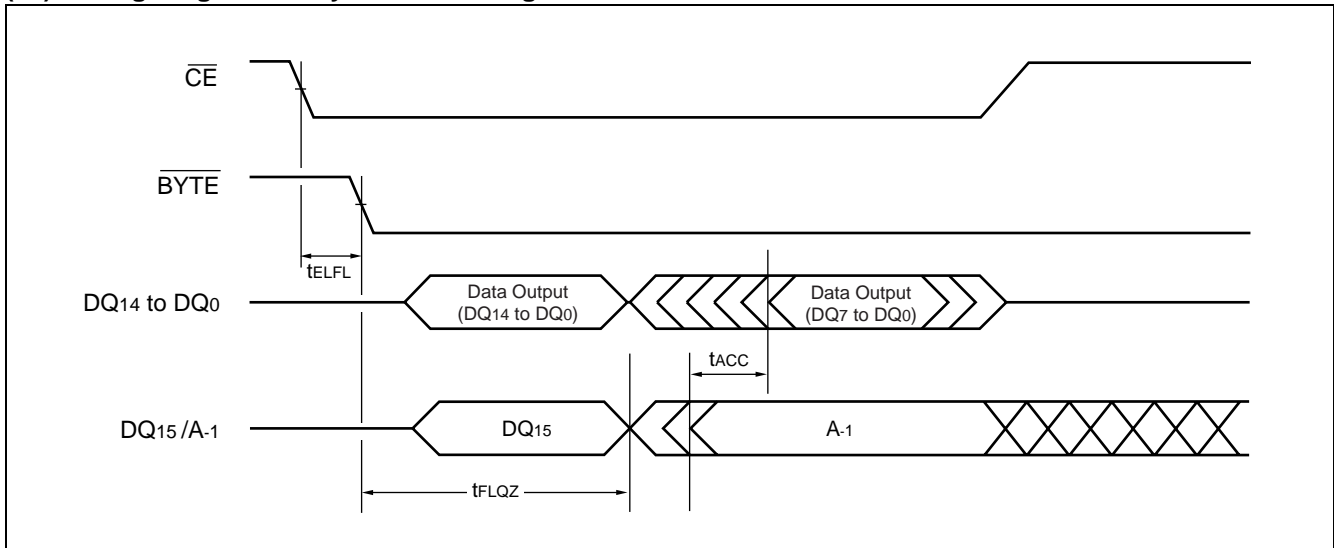 CE
BYTE
tELFL
DQ14 to DQ0
Data Output
(DQ14 to DQ0)
Data Output
(DQ7 to DQ0)
tACC
DQ15 /A-1
DQ15
A-1
tFLQZ